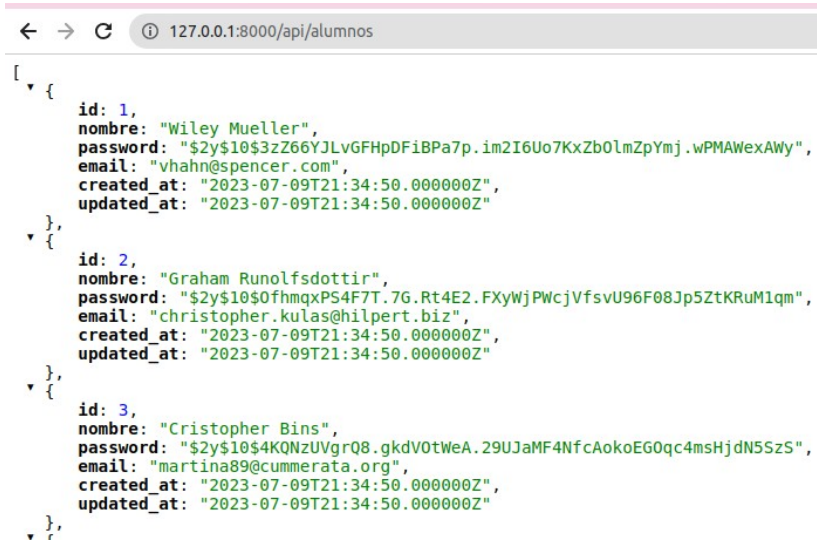 127.0.0.1:8000/api/alumnos
[
{
id: 1,
nombre: "Wiley Mueller",
password: "$2y$10$3zZ66YJLvGFHpDFiBPa7p.im2I6Uo7KxZbOlmZpYmj.wPMAWexAWy",
email: "vhahn@spencer.com",
created_at: "2023-07-09T21:34:50.000000Z",
updated_at: "2023-07-09T21:34:50.000000Z"
},
{
id: 2,
nombre: "Graham Runolfsdottir",
password: "$2y$10$OfhmqxPS4F7T.7G.Rt4E2.FXyWjPWcjVfsvU96F08Jp5ZtKRuM1qm",
email: "christopher.kulas@hilpert.biz",
created_at: "2023-07-09T21:34:50.000000Z",
updated_at: "2023-07-09T21:34:50.000000Z"
},
{
id: 3,
nombre: "Cristopher Bins",
password: "$2y$10$4KQNzUVgrQ8.gkdVOtWeA.29UJaMF4NfcAokoEGOqc4msHjdN5SzS",
email: "martina89@cummerata.org",
created_at: "2023-07-09T21:34:50.000000Z",
updated_at: "2023-07-09T21:34:50.000000Z"
},
{